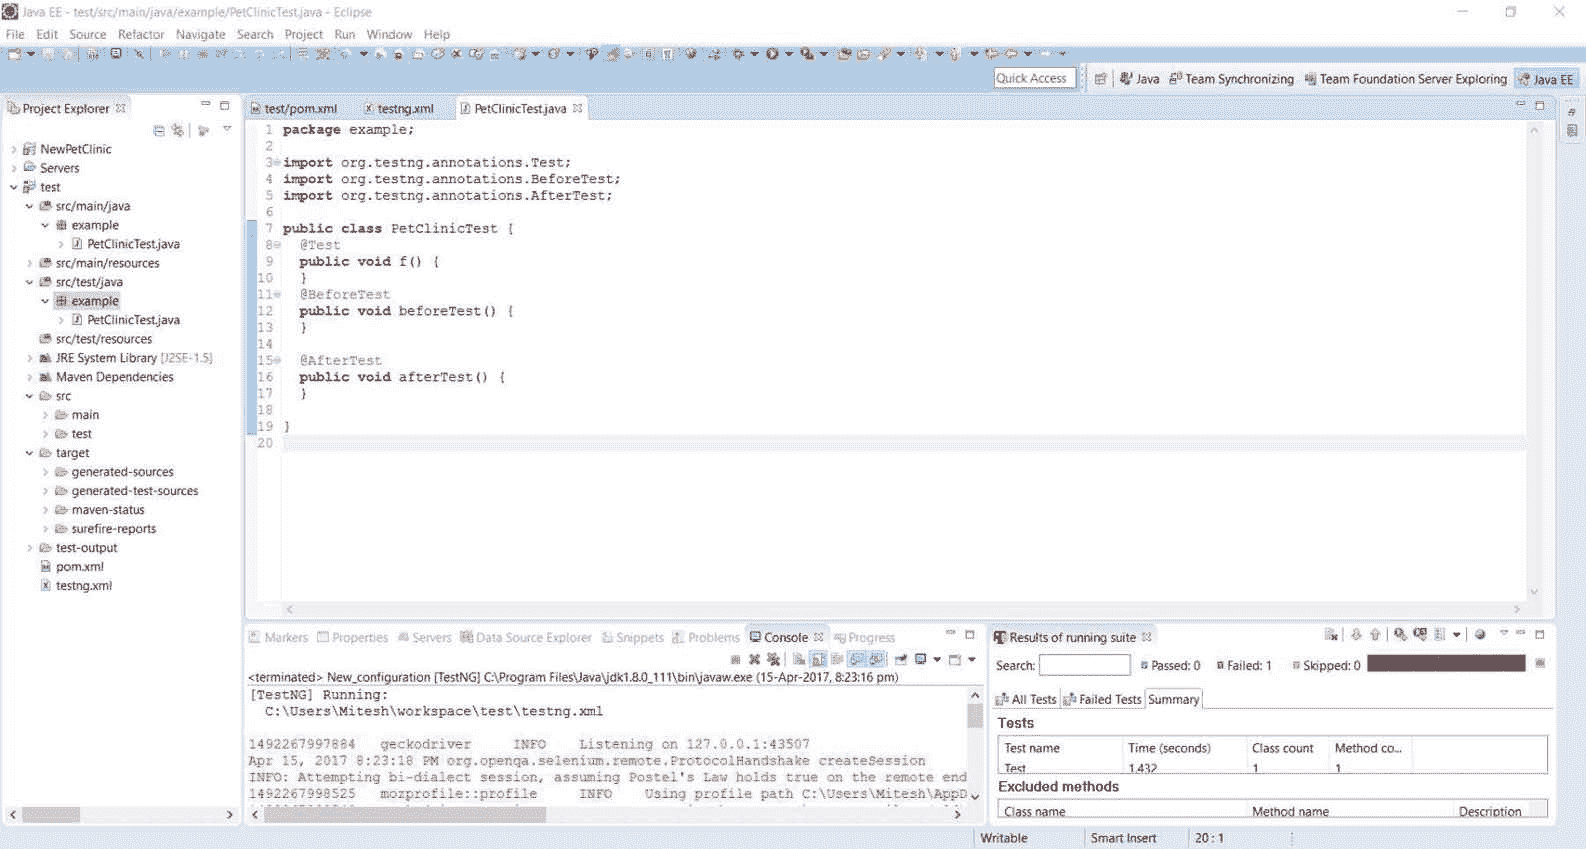 Java EE - test/src/main/java/example/PetClinicTest.java - Eclipse
File Edit Source Refactor Navigate Search Project Run Window Help
Quick Access Java Team Synchronizing Team Foundation Server Exploring Java EE
Project Explorer
NewPetClinic
Servers
test
src/main/java
example
PetClinicTest.java
src/main/resources
src/test/java
example
PetClinicTest.java
src/test/resources
JRE System Library [J2SE-1.5]
Maven Dependencies
src
main
test
target
generated-sources
generated-test-sources
maven-status
surefire-reports
test-output
pom.xml
testng.xml
test/pom.xml testng.xml PetClinicTest.java
1 package example;
2
3 import org.testng.annotations.Test;
4 import org.testng.annotations.BeforeTest;
5 import org.testng.annotations.AfterTest;
6
7 public class PetClinicTest {
8 @Test
9 public void f() {
10 }
11 @BeforeTest
12 public void beforeTest() {
13 }
14
15 @AfterTest
16 public void afterTest() {
17 }
18
19 }
20
Markers Properties Servers Data Source Explorer Snippets Problems Console Progress
<terminated> New_configuration [TestNG] C:\Program Files\Java\jdk1.8.0_111\bin\javaw.exe (15-Apr-2017, 8:23:16 pm)
[TestNG] Running:
C:\Users\Mitesh\workspace\test\testng.xml
1492267997884 geckodriver INFO Listening on 127.0.0.1:43507
Apr 15, 2017 8:23:18 PM org.openqa.selenium.remote.ProtocolHandshake createSession
INFO: Attempting bi-dialect session, assuming Postel's Law holds true on the remote end
1492267998525 mozprofile::profile INFO Using profile path C:\Users\Mitesh\AppD
Results of running suite
Search: Passed: 0 Failed: 1 Skipped: 0
All Tests Failed Tests Summary
Tests
Test name Time (seconds) Class count Method co...
Test 1.432 1 1
Excluded methods
Class name Method name Description
Writable Smart Insert 20 : 1